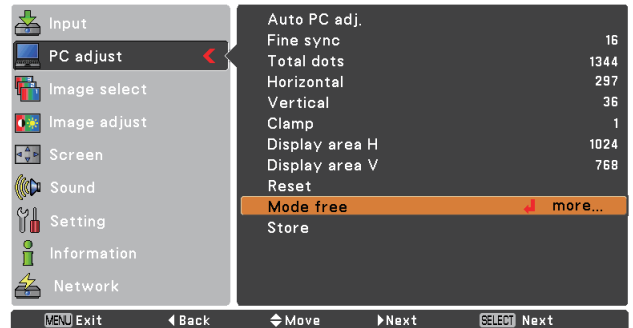 Input
PC adjust
Image select
Image adjust
Screen
Sound
Setting
Information
Network
Auto PC adj.
Fine sync 16
Total dots 1344
Horizontal 297
Vertical 36
Clamp 1
Display area H 1024
Display area V 768
Reset
Mode free more...
Store
MENU Exit Back Move Next SELECT Next